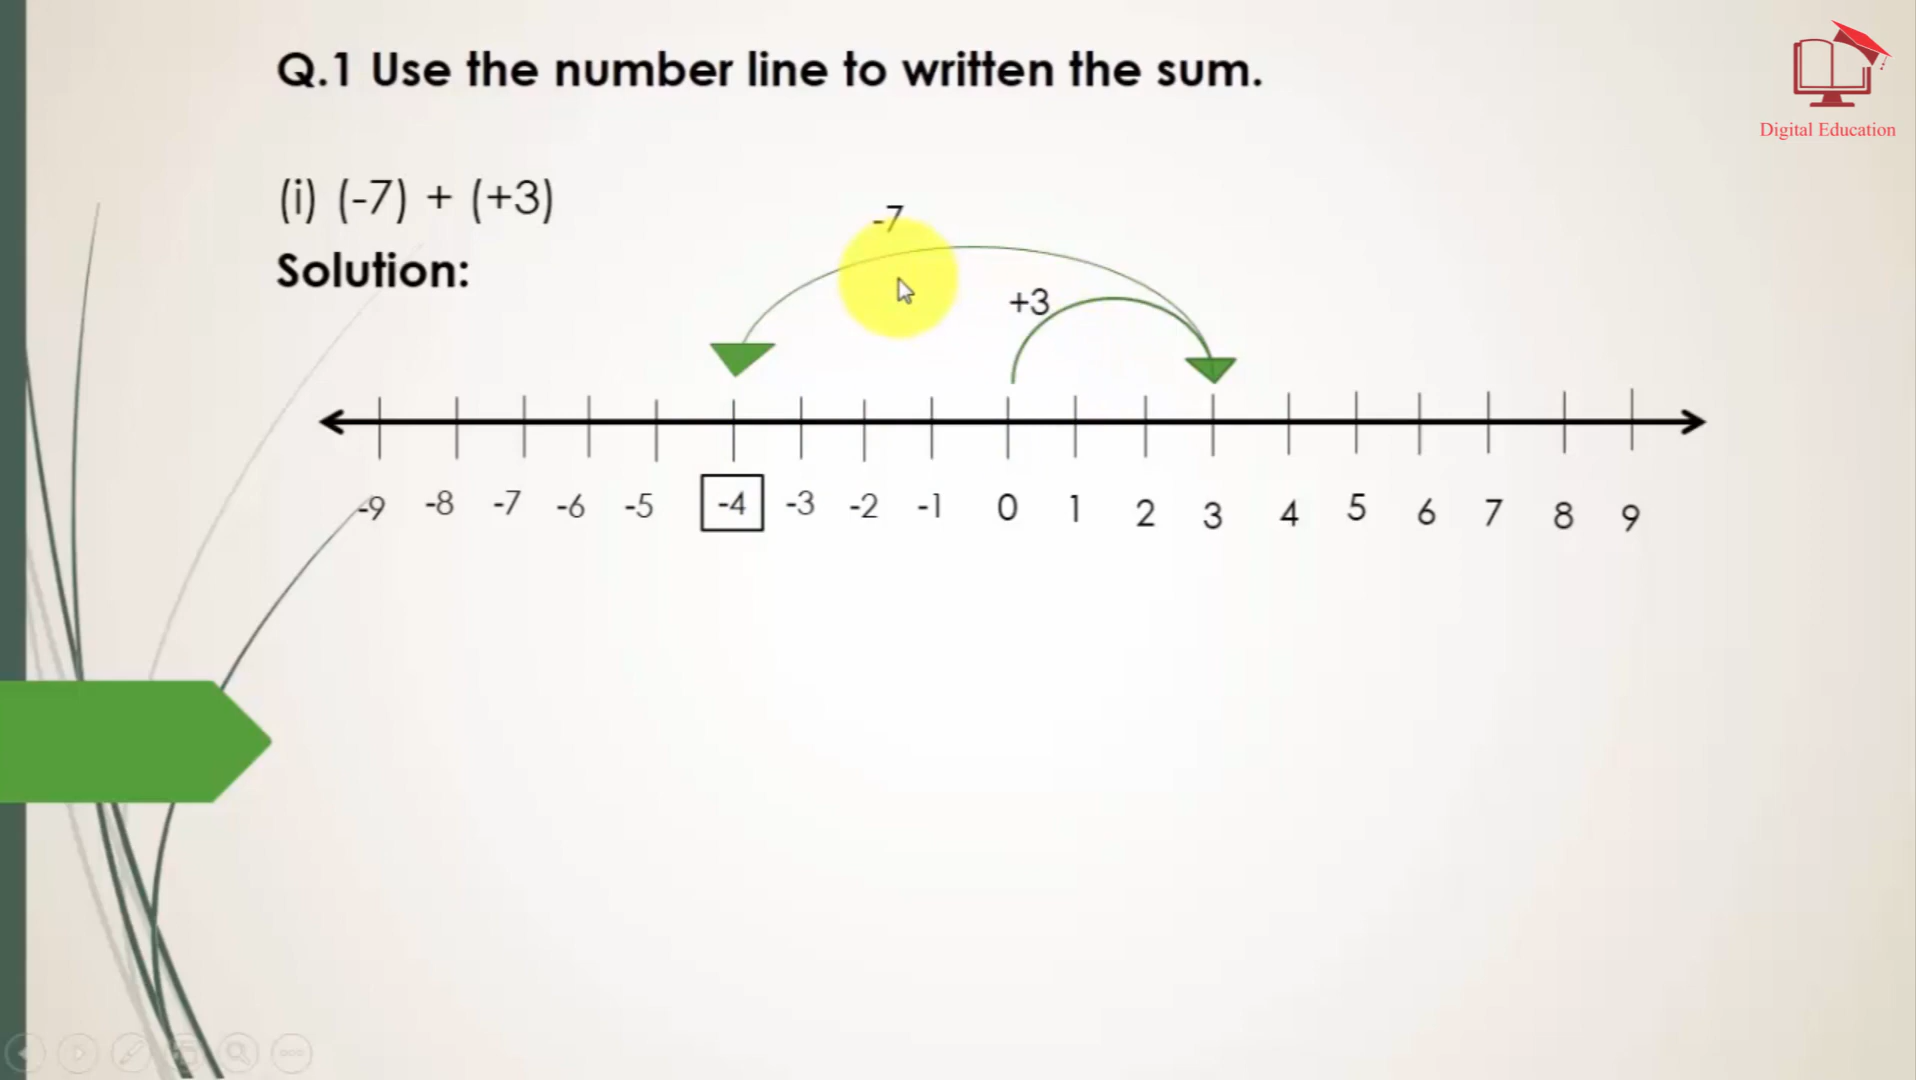 Q.1 Use the number line to written the sum.
Digital Education
(i) (-7) + (+3)
Solution:
-7
+3
-9 -8 -7 -6 -5 -4 -3 -2 -1 0 1 2 3 4 5 6 7 8 9